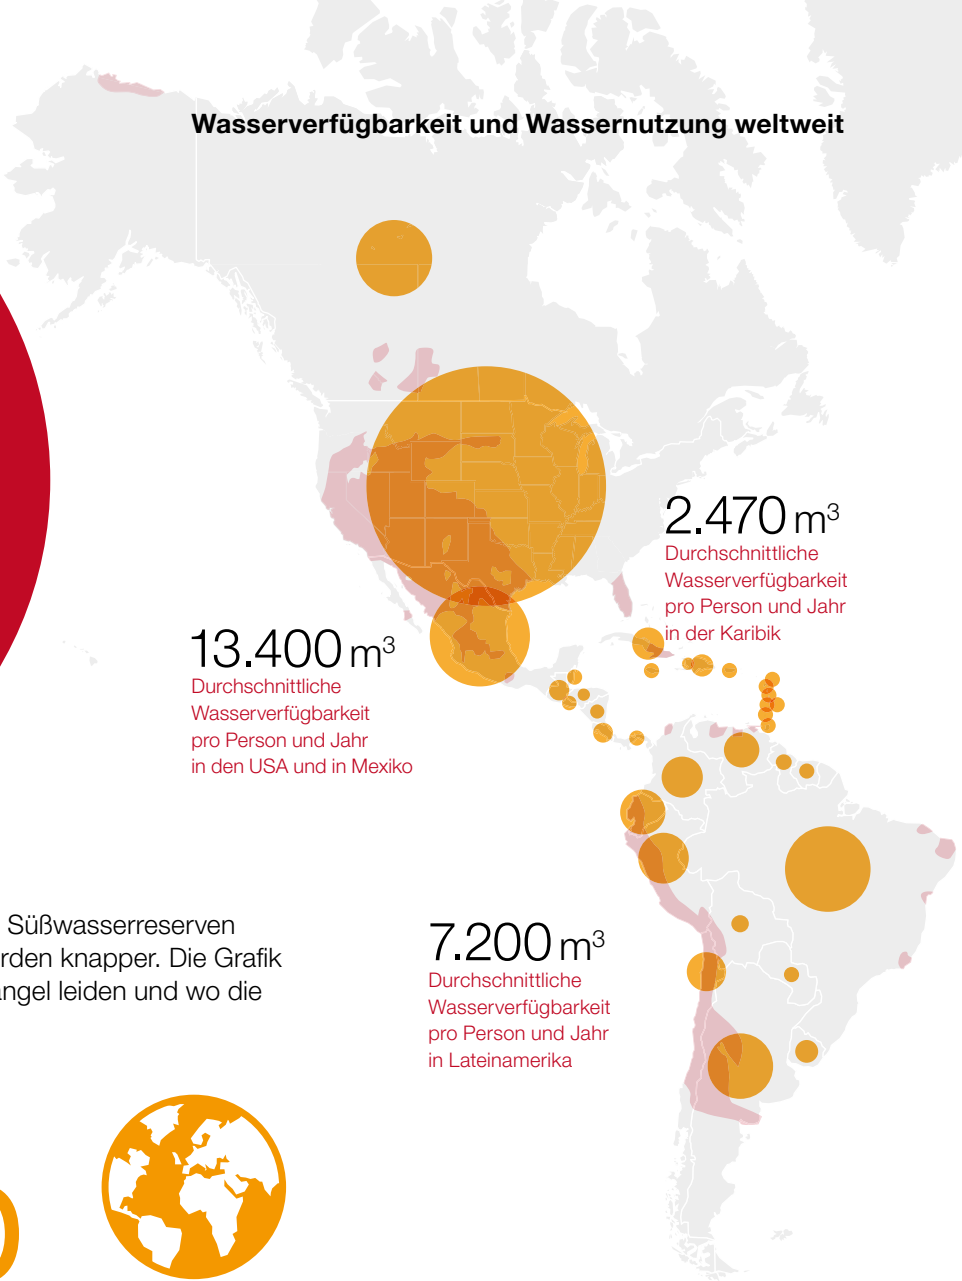 Wasserverfügbarkeit und Wassernutzung weltweit
2.470 m³
Durchschnittliche
Wasserverfügbarkeit
pro Person und Jahr
in der Karibik
13.400 m³
Durchschnittliche
Wasserverfügbarkeit
pro Person und Jahr
in den USA und in Mexiko
7.200 m³
Durchschnittliche
Wasserverfügbarkeit
pro Person und Jahr
in Lateinamerika
Süßwasserreserven
knapper. Die Grafik
leiden und wo die